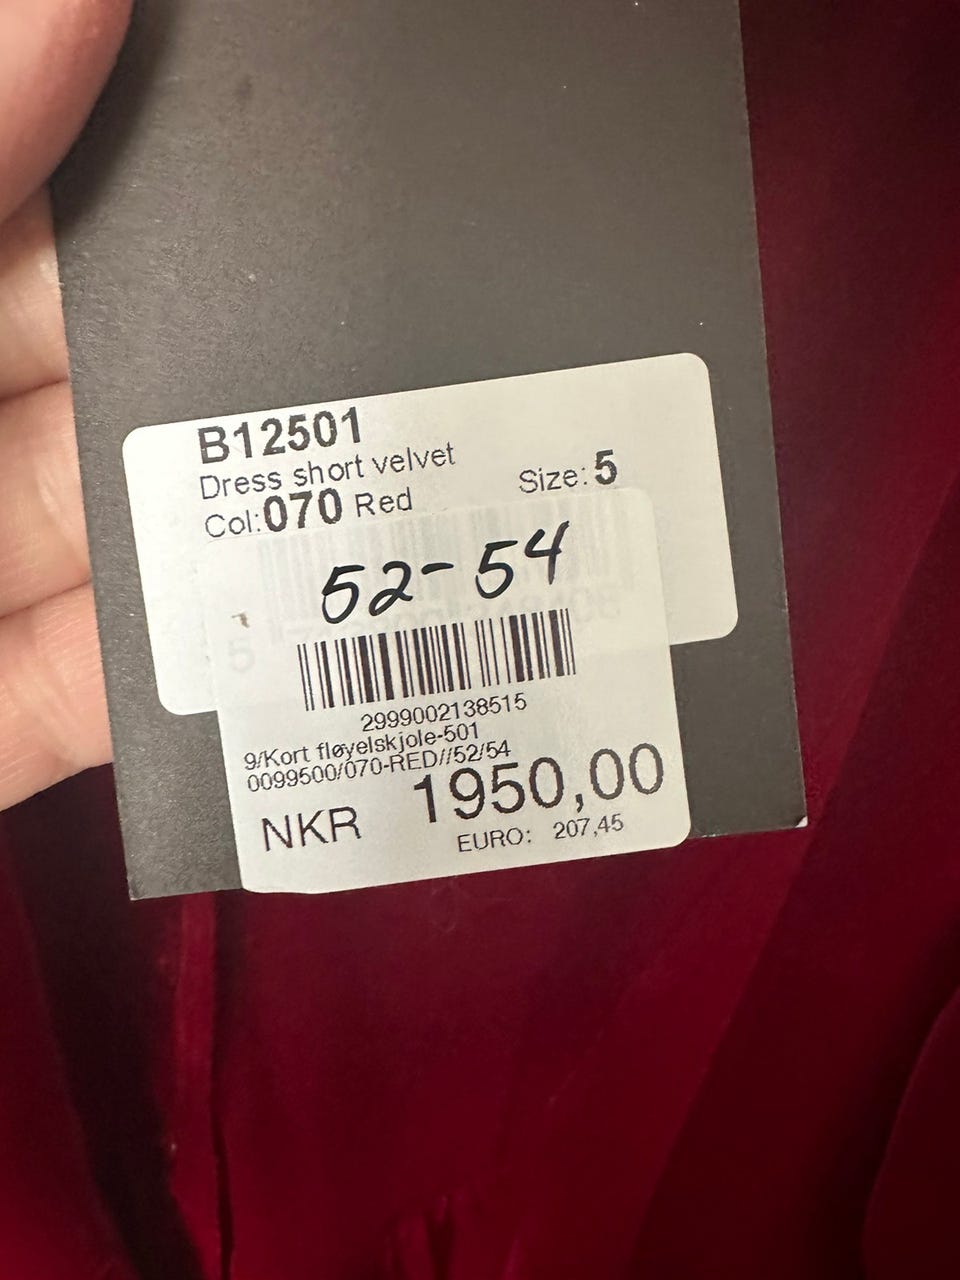 B12501
Dress short velvet
Col:070 Red Size: 5
52-54
2999002138515
9/Kort fløyelskjole-501
0099500/070-RED//52/54
NKR 1950,00
EURO: 207,45